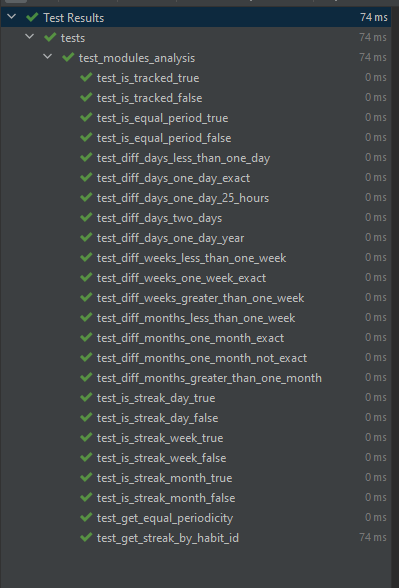 Test Results 74 ms
tests 74 ms
test_modules_analysis 74 ms
test_is_tracked_true 0 ms
test_is_tracked_false 0 ms
test_is_equal_period_true 0 ms
test_is_equal_period_false 0 ms
test_diff_days_less_than_one_day 0 ms
test_diff_days_one_day_exact 0 ms
test_diff_days_one_day_25_hours 0 ms
test_diff_days_two_days 0 ms
test_diff_days_one_day_year 0 ms
test_diff_weeks_less_than_one_week 0 ms
test_diff_weeks_one_week_exact 0 ms
test_diff_weeks_greater_than_one_week 0 ms
test_diff_months_less_than_one_week 0 ms
test_diff_months_one_month_exact 0 ms
test_diff_months_one_month_not_exact 0 ms
test_diff_months_greater_than_one_month 0 ms
test_is_streak_day_true 0 ms
test_is_streak_day_false 0 ms
test_is_streak_week_true 0 ms
test_is_streak_week_false 0 ms
test_is_streak_month_true 0 ms
test_is_streak_month_false 0 ms
test_get_equal_periodicity 0 ms
test_get_streak_by_habit_id 74 ms